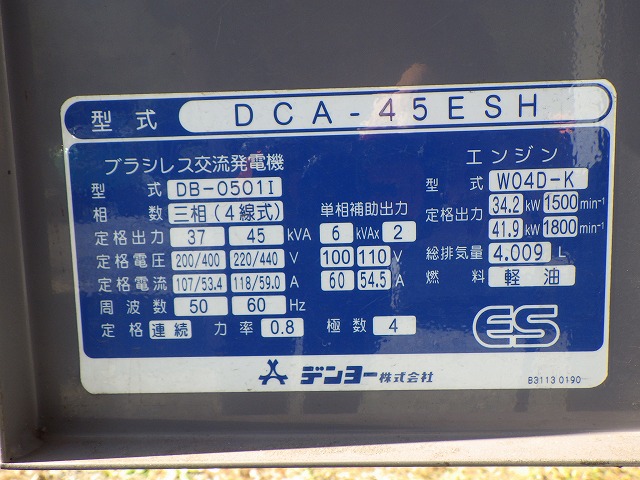 型式 DCA-45ESH
ブラシレス交流発電機
型式 DB-0501I
相数 三相(4線式) 単相補助出力
定格出力 37 45 kVA 6 kVAx 2
定格電圧 200/400 220/440 V 100 110 V
定格電流 107/53.4 118/59.0 A 60 54.5 A
周波数 50 60 Hz
定格 連続 力率 0.8 極数 4
エンジン
型式 W04D-K
定格出力 34.2 kW 1500 min⁻¹
41.9 kW 1800 min⁻¹
総排気量 4.009 L
燃料 軽油
ES
デンヨー株式会社
B31130190